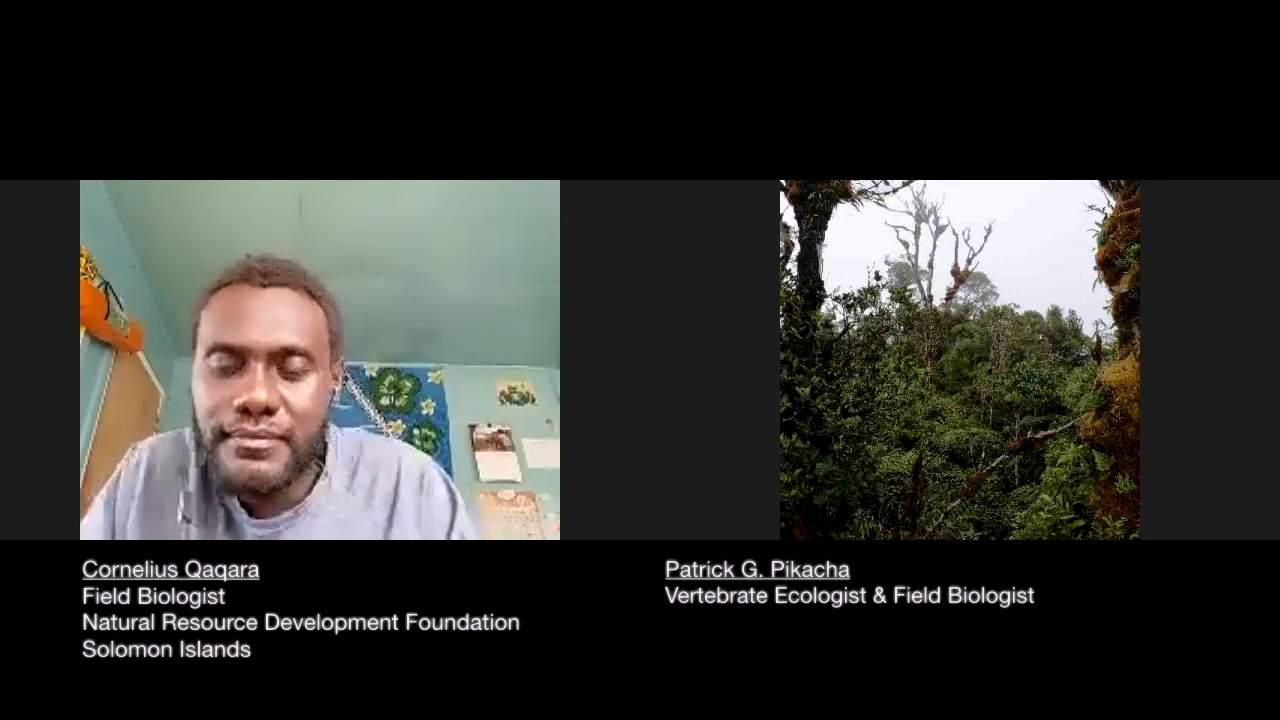 Cornelius Qaqara
Field Biologist
Natural Resource Development Foundation
Solomon Islands
Patrick G. Pikacha
Vertebrate Ecologist & Field Biologist